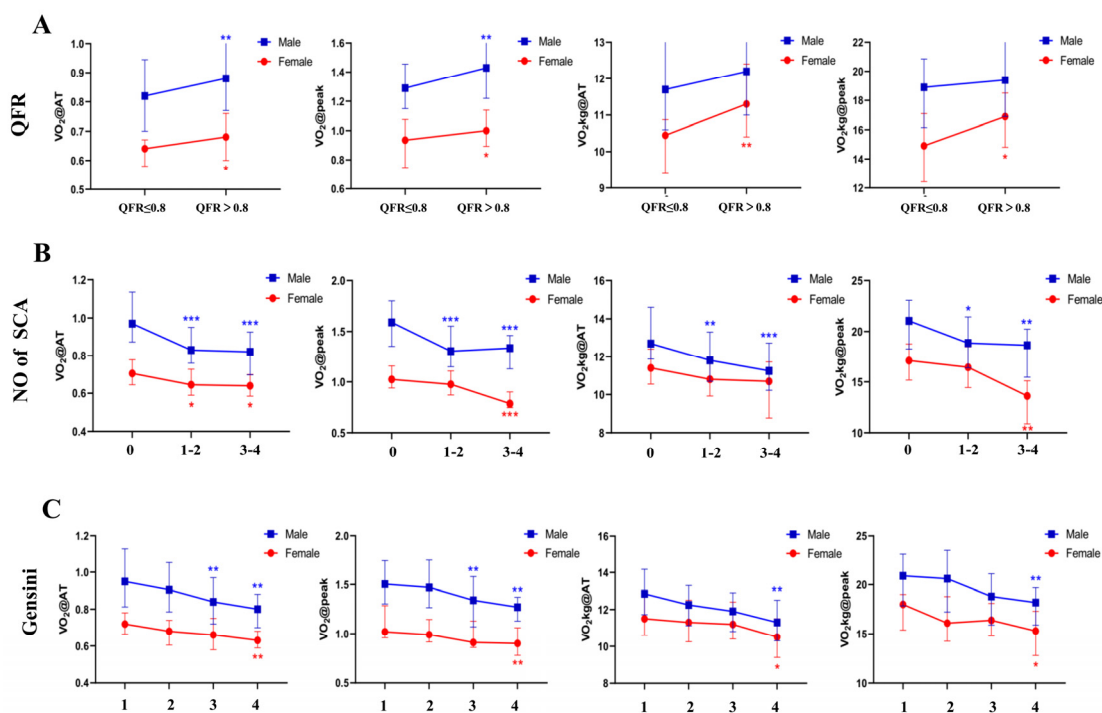 A
QFR
VO2@AT
1.0
0.9
0.8
0.7
0.6
0.5
**
*
Male
Female
QFR≤0.8 QFR>0.8
VO2@peak
1.6
1.4
1.2
1.0
0.8
0.6
**
*
Male
Female
QFR≤0.8 QFR>0.8
VO2kg@AT
13
12
11
10
9
**
Male
Female
QFR≤0.8 QFR>0.8
VO2kg@peak
22
20
18
16
14
12
*
Male
Female
QFR≤0.8 QFR>0.8
B
NO of SCA
VO2@AT
1.2
1.0
0.8
0.6
0.4
*** ***
* *
Male
Female
0 1-2 3-4
VO2@peak
2.0
1.5
1.0
0.5
*** ***
***
Male
Female
0 1-2 3-4
VO2kg@AT
16
14
12
10
8
** ***
Male
Female
0 1-2 3-4
VO2kg@peak
25
20
15
10
* **
**
Male
Female
0 1-2 3-4
C
Gensini
VO2@AT
1.2
1.0
0.8
0.6
0.4
** **
**
Male
Female
1 2 3 4
VO2@peak
2.0
1.5
1.0
0.5
** **
**
Male
Female
1 2 3 4
VO2kg@AT
16
14
12
10
8
**
*
Male
Female
1 2 3 4
VO2kg@peak
25
20
15
10
**
*
Male
Female
1 2 3 4